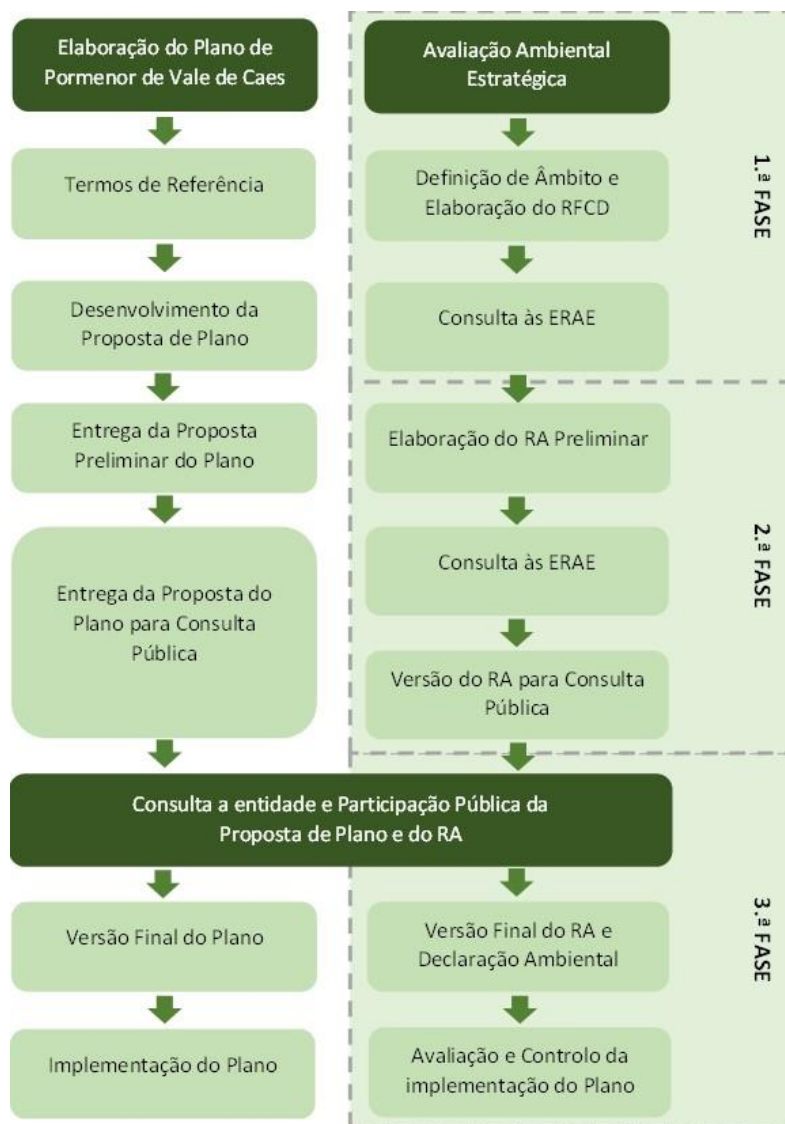 Elaboração do Plano de
Pormenor de Vale de Caes
Termos de Referência
Desenvolvimento da
Proposta de Plano
Entrega da Proposta
Preliminar do Plano
Entrega da Proposta do
Plano para Consulta
Pública
Avaliação Ambiental
Estratégica
Definição de Âmbito e
Elaboração do RFCD
Consulta às ERAE
1.ª FASE
Elaboração do RA Preliminar
Consulta às ERAE
Versão do RA para Consulta
Pública
2.ª FASE
Consulta a entidade e Participação Pública da
Proposta de Plano e do RA
Versão Final do Plano
Implementação do Plano
Versão Final do RA e
Declaração Ambiental
Avaliação e Controlo da
implementação do Plano
3.ª FASE